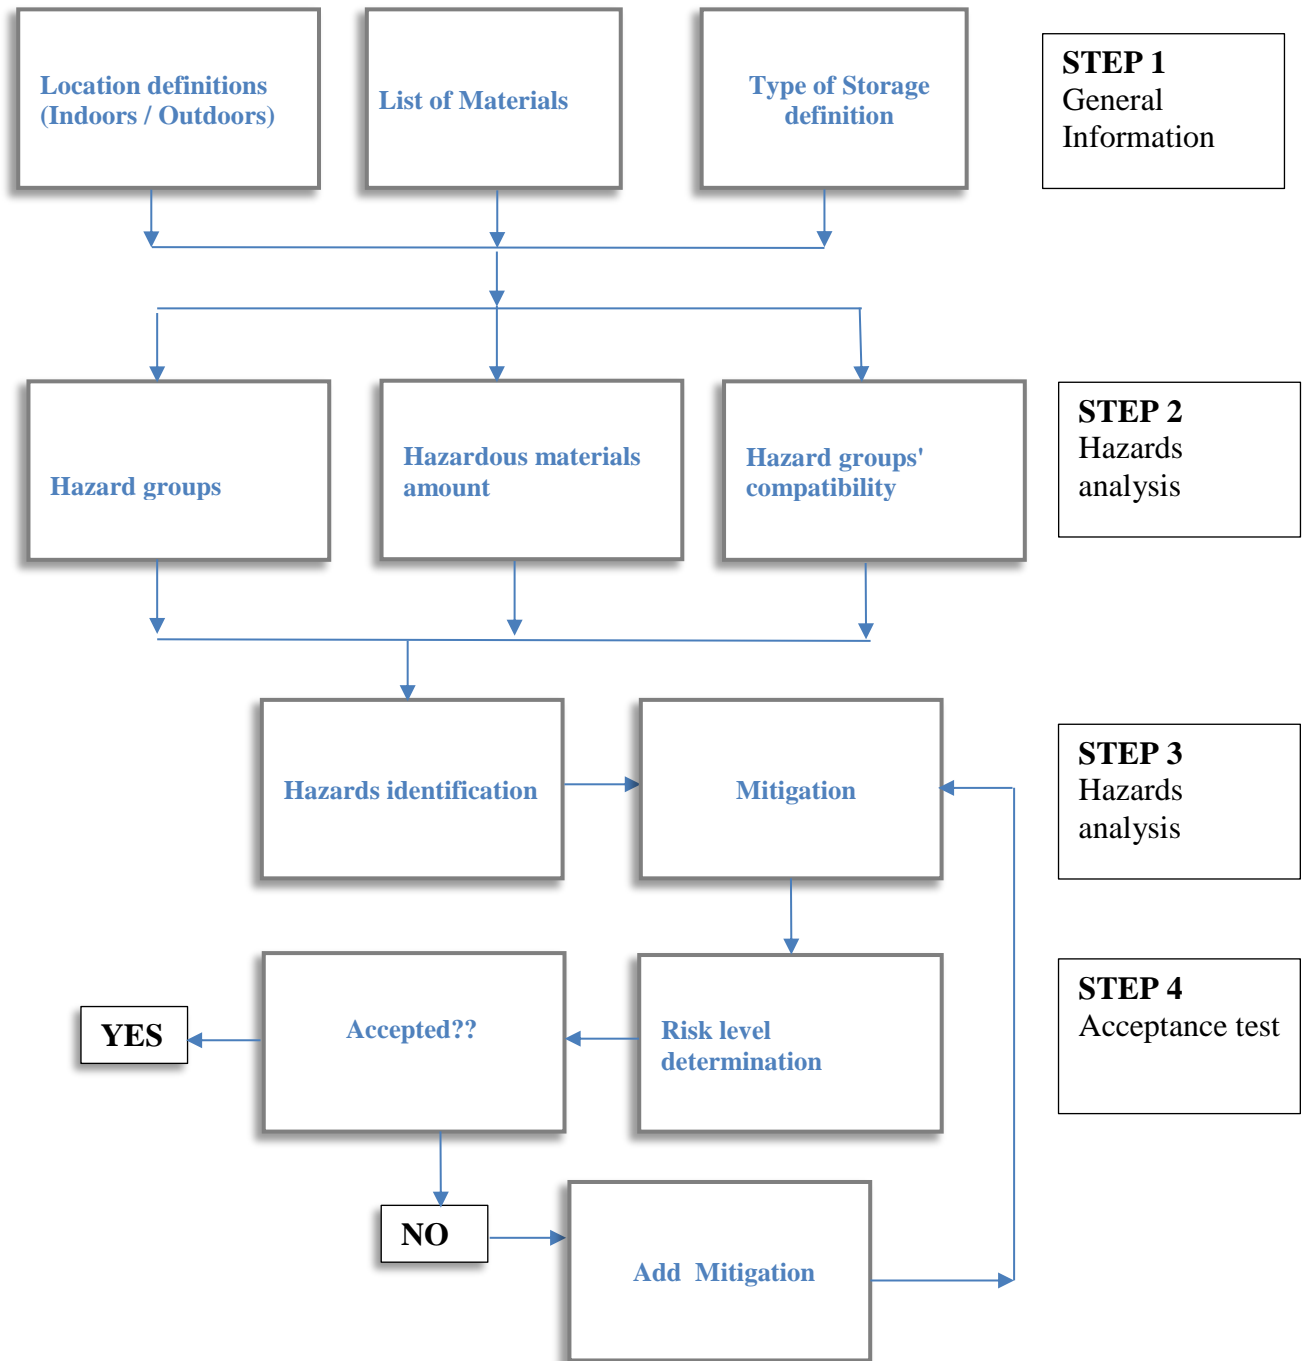 Location definitions
(Indoors / Outdoors)
List of Materials
Type of Storage
definition
STEP 1
General
Information
Hazard groups
Hazardous materials
amount
Hazard groups'
compatibility
STEP 2
Hazards
analysis
Hazards identification
Mitigation
STEP 3
Hazards
analysis
YES
Accepted??
Risk level
determination
STEP 4
Acceptance test
NO
Add  Mitigation